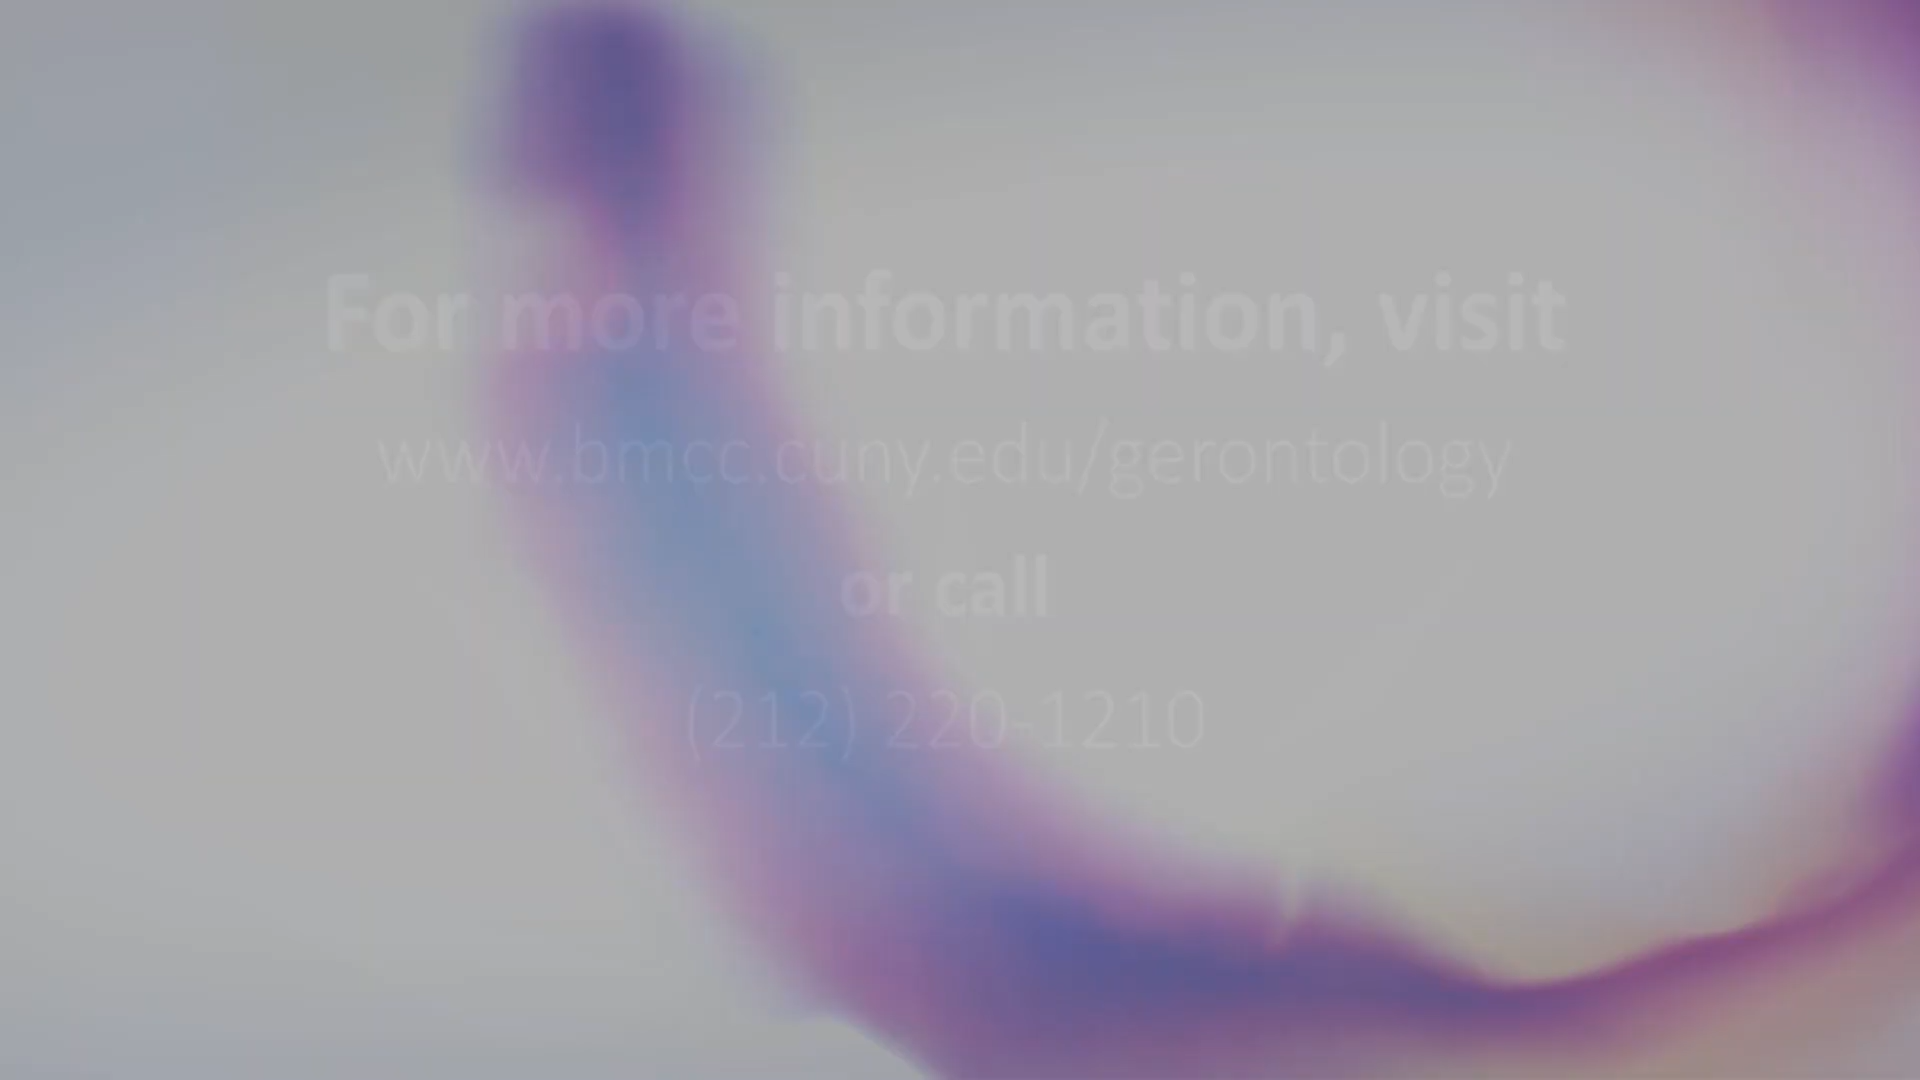 For more information, visit
www.bmcc.cuny.edu/gerontology
or call
(212) 220-1210